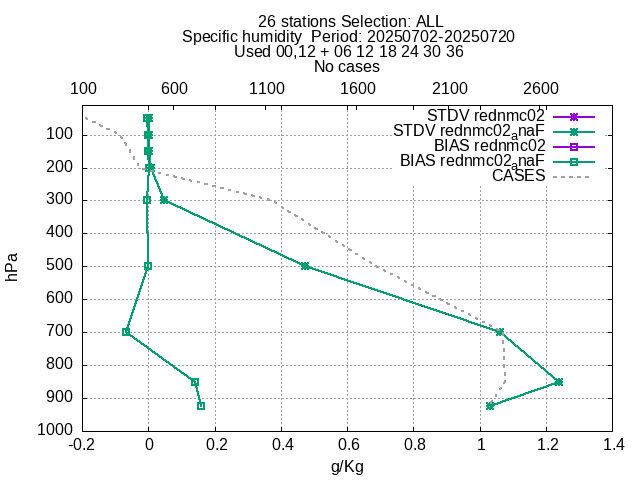 26 stations Selection: ALL
Specific humidity  Period: 20250702-20250720
Used 00,12 + 06 12 18 24 30 36
No cases
100 600 1100 1600 2100 2600
STDV rednmc02
STDV rednmc02anaF
BIAS rednmc02
BIAS rednmc02anaF
CASES
hPa
100
200
300
400
500
600
700
800
900
1000
-0.2 0 0.2 0.4 0.6 0.8 1 1.2 1.4
g/Kg